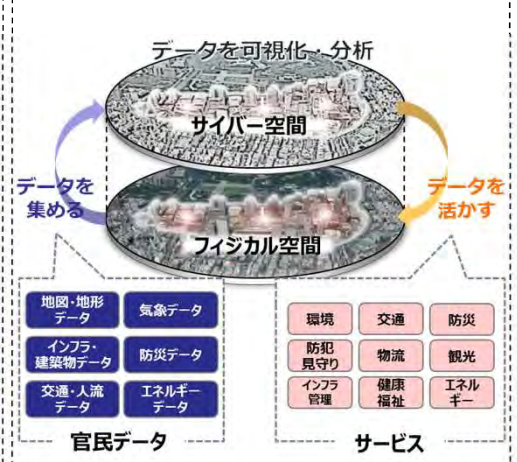 データを可視化・分析
サイバー空間
データを
集める
データを
活かす
フィジカル空間
地図・地形
データ
気象データ
インフラ・
建築物データ
防災データ
交通・人流
データ
エネルギー
データ
官民データ
環境
交通
防災
防犯
見守り
物流
観光
インフラ
管理
健康
福祉
エネル
ギー
サービス